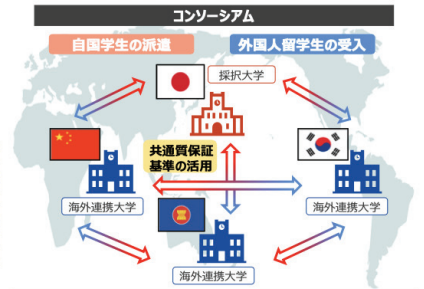 コンソーシアム
自国学生の派遣
外国人留学生の受入
採択大学
共通質保証
基準の活用
海外連携大学
海外連携大学
海外連携大学